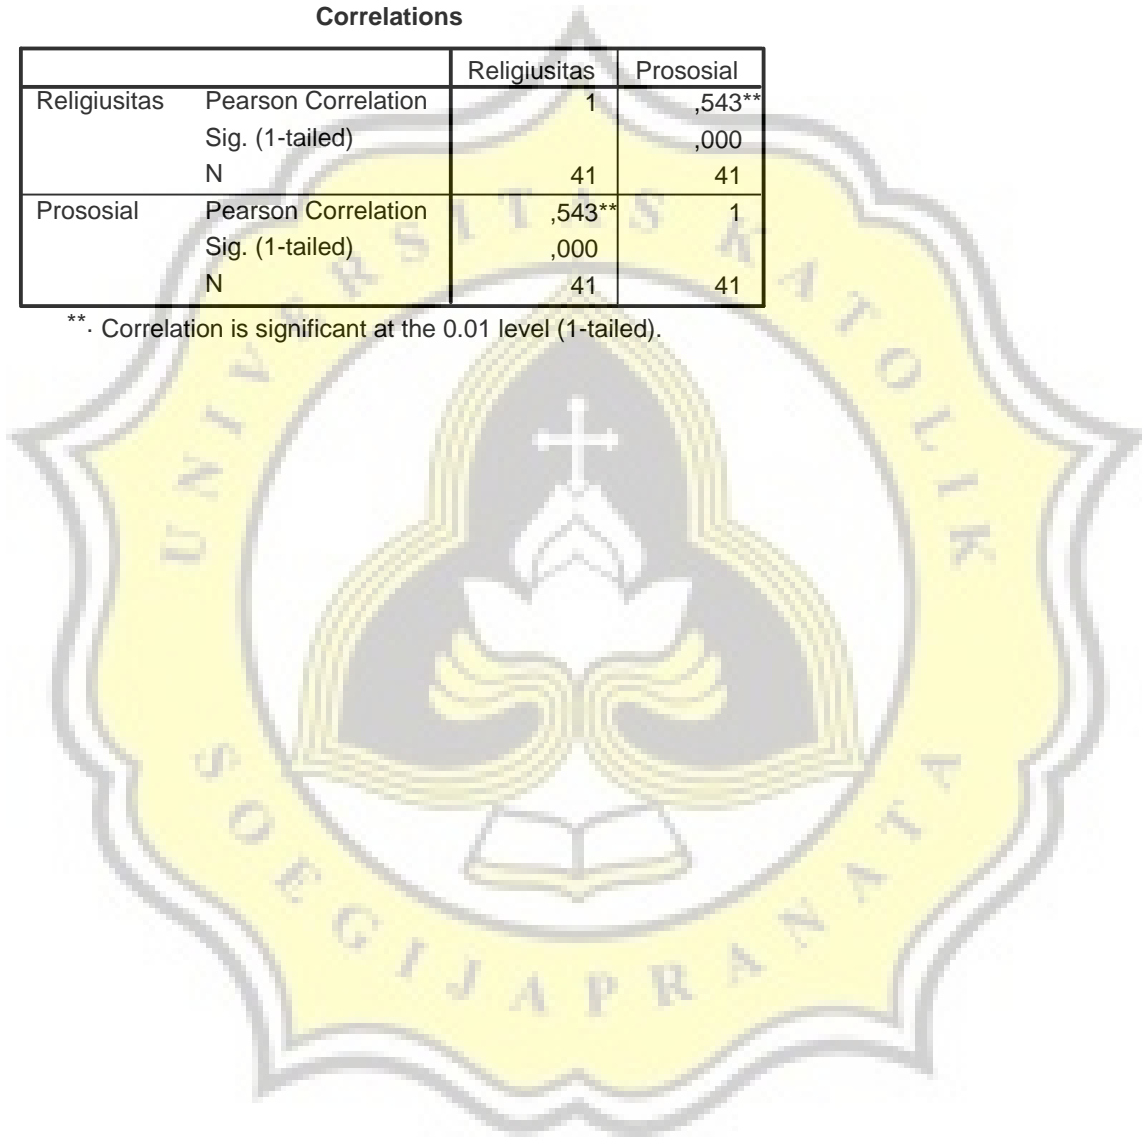 Correlations
Religiusitas Prososial
Religiusitas Pearson Correlation 1 ,543**
Sig. (1-tailed) ,000
N 41 41
Prososial Pearson Correlation ,543** 1
Sig. (1-tailed) ,000
N 41 41
**. Correlation is significant at the 0.01 level (1-tailed).
UNIVERSITAS KATOLIK
SOEGIJAPRANATA